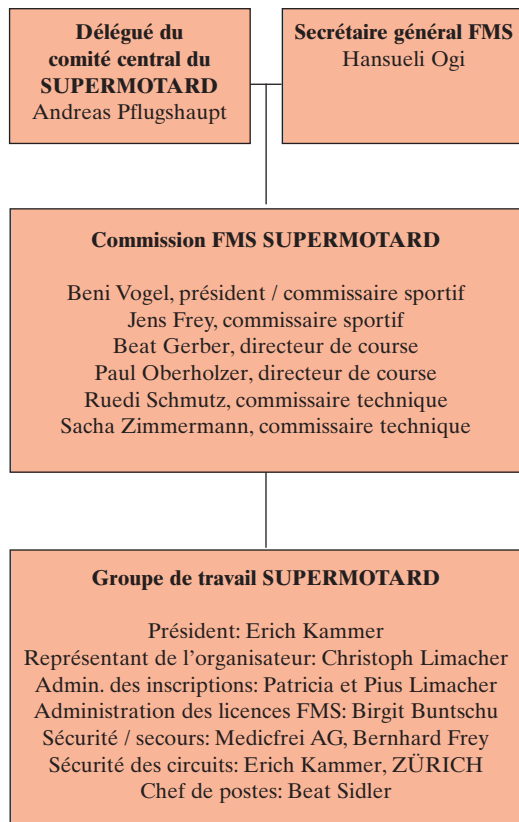 Délégué du
comité central du
SUPERMOTARD
Andreas Pflugshaupt
Secrétaire général FMS
Hansueli Ogi
Commission FMS SUPERMOTARD
Beni Vogel, président / commissaire sportif
Jens Frey, commissaire sportif
Beat Gerber, directeur de course
Paul Oberholzer, directeur de course
Ruedi Schmutz, commissaire technique
Sacha Zimmermann, commissaire technique
Groupe de travail SUPERMOTARD
Président: Erich Kammer
Représentant de l'organisateur: Christoph Limacher
Admin. des inscriptions: Patricia et Pius Limacher
Administration des licences FMS: Birgit Buntschu
Sécurité / secours: Medicfrei AG, Bernhard Frey
Sécurité des circuits: Erich Kammer, ZÜRICH
Chef de postes: Beat Sidler